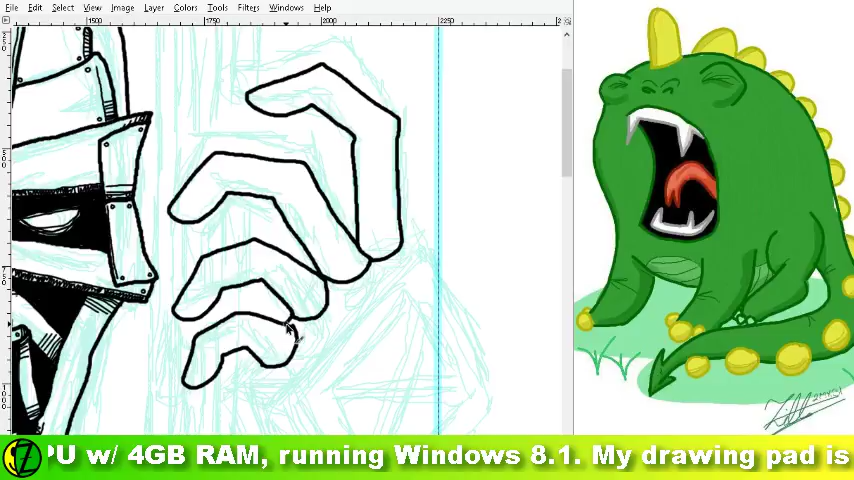 File Edit Select View Image Layer Colors Tools Filters Windows Help
1500 1750 2000 2250
PU w/ 4GB RAM, running Windows 8.1. My drawing pad is